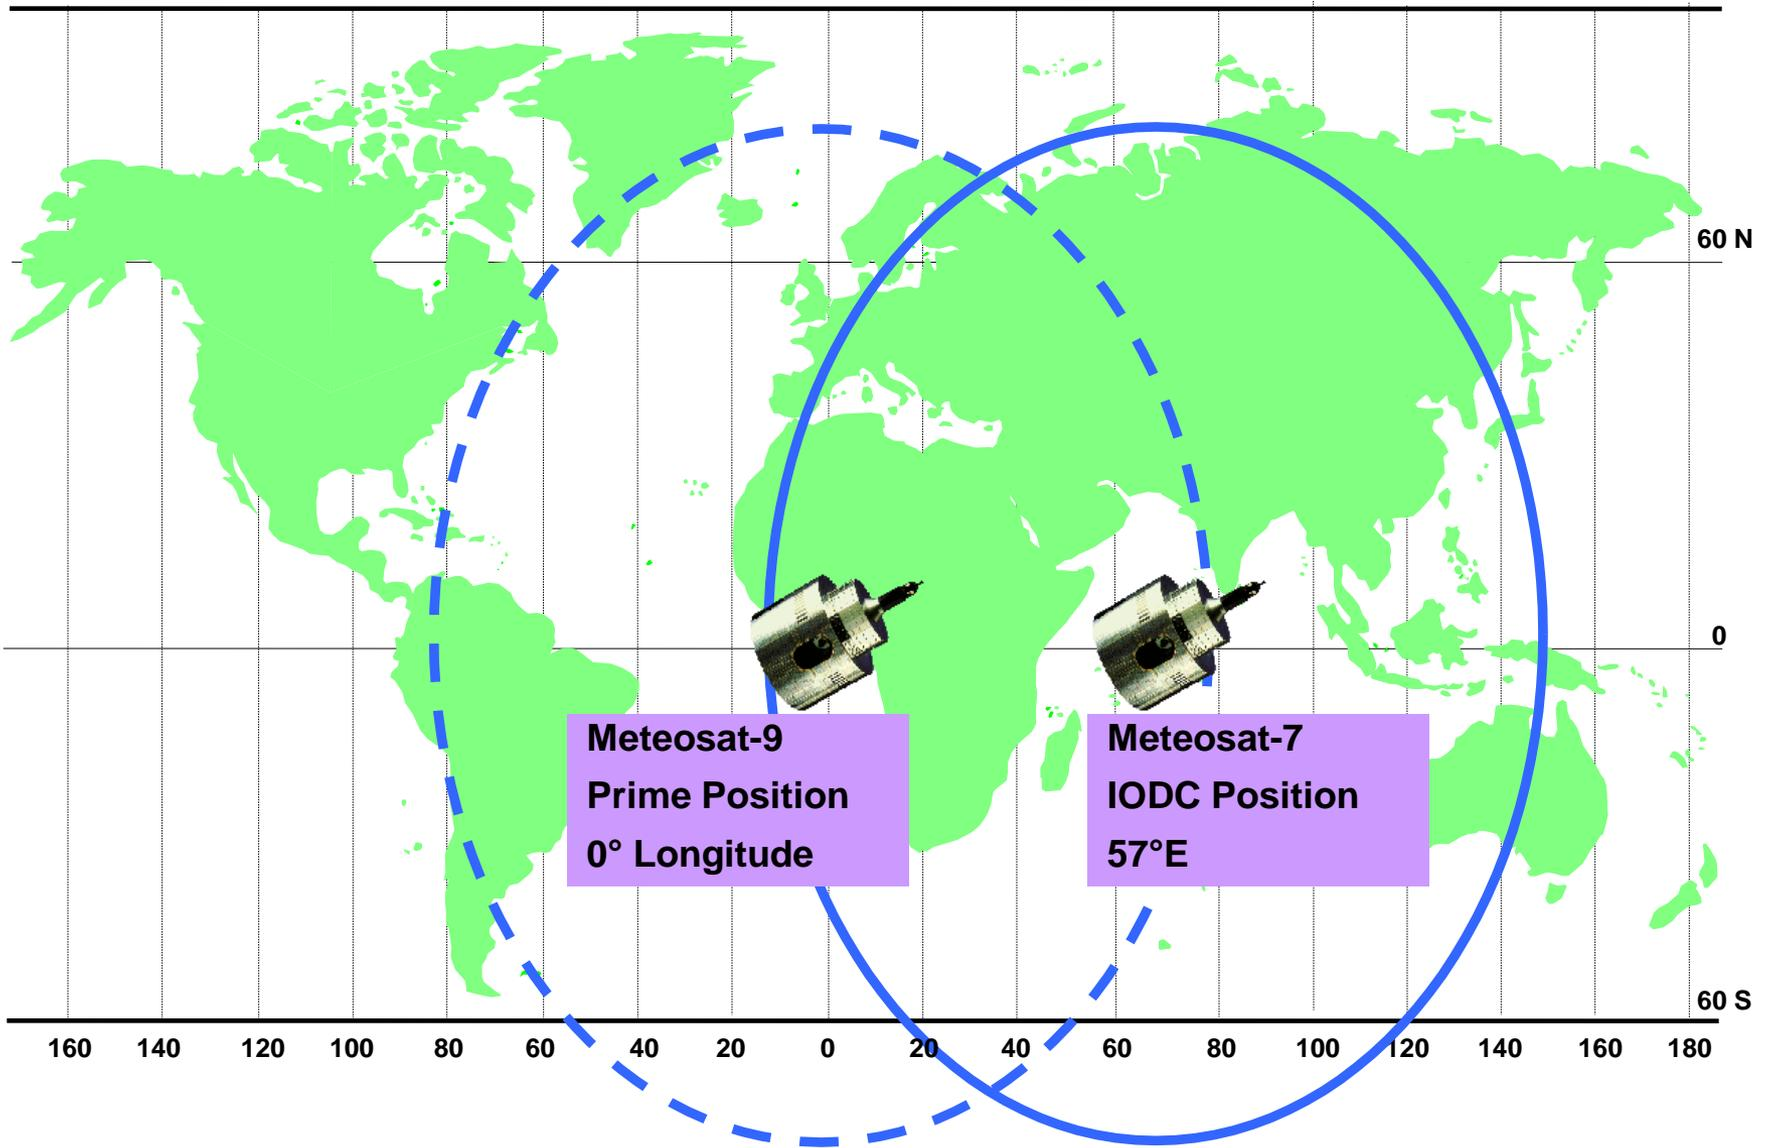 60 N
0
Meteosat-9
Prime Position
0° Longitude
Meteosat-7
IODC Position
57°E
60 S
160 140 120 100 80 60 40 20 0 20 40 60 80 100 120 140 160 180